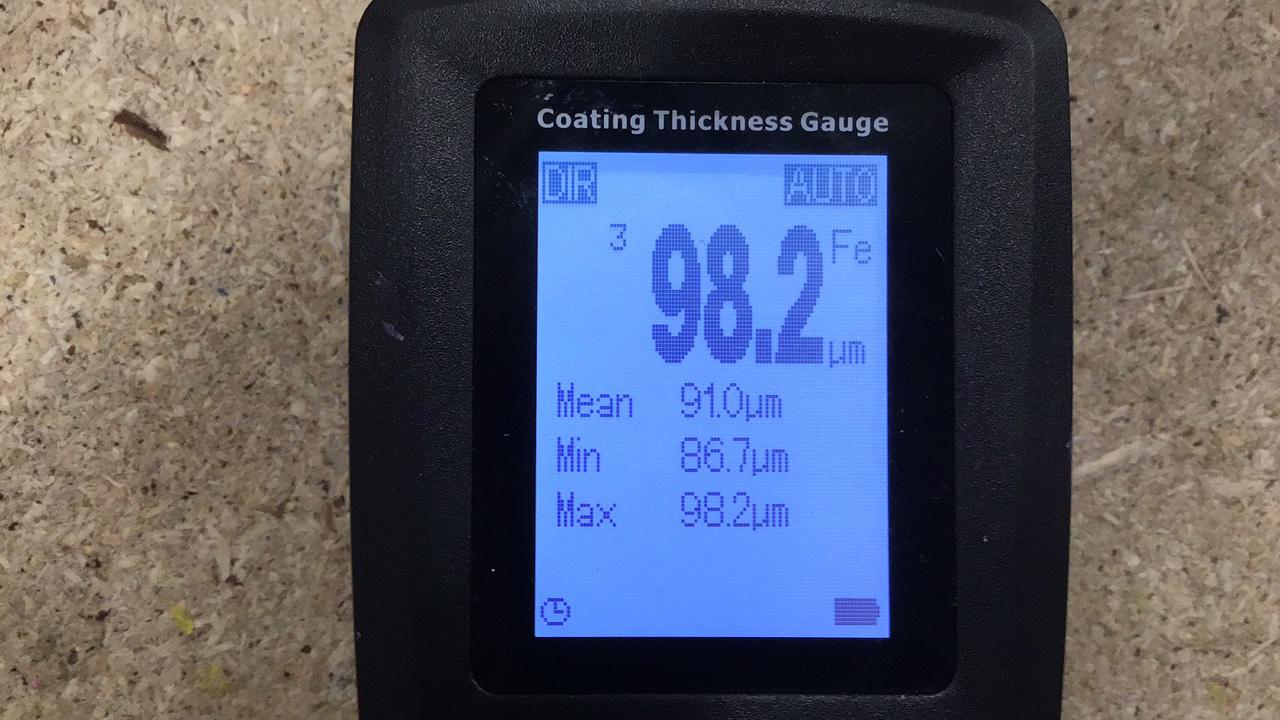 Coating Thickness Gauge
DIR AUTO
3 98.2 Fe
µm
Mean 91.0µm
Min 86.7µm
Max 98.2µm